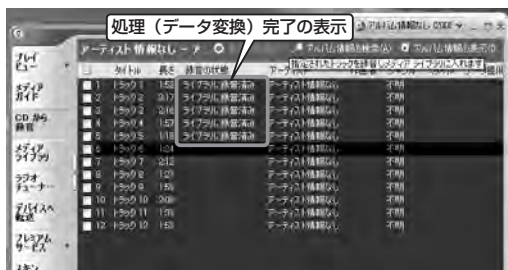 処理（データ変換）完了の表示
アーティスト情報なし - ア
アルバム情報の検索(A)
アルバム情報の表示(I)
指定されたトラックを録音しメディア ライブラリに入れます
タイトル 長さ 録音の状態 アーティスト
1 トラック 1 1:52 ライブラリに録音済み アーティスト情報なし 不明
2 トラック 2 3:17 ライブラリに録音済み アーティスト情報なし 不明
3 トラック 3 2:16 ライブラリに録音済み アーティスト情報なし 不明
4 トラック 4 1:57 ライブラリに録音済み アーティスト情報なし 不明
5 トラック 5 1:18 ライブラリに録音済み アーティスト情報なし 不明
6 トラック 6 1:24
7 トラック 7 2:12 アーティスト情報なし 不明
8 トラック 8 アーティスト情報なし 不明
9 トラック 9 アーティスト情報なし 不明
10 トラック 10 アーティスト情報なし 不明
11 トラック 11 アーティスト情報なし 不明
12 トラック 12 アーティスト情報なし 不明
プレイ
ビュー
メディア
ガイド
CD から
録音
メディア
ライブラリ
ラジオ
チューナー
デバイスへ
転送
プレミアム
サービス
スキン